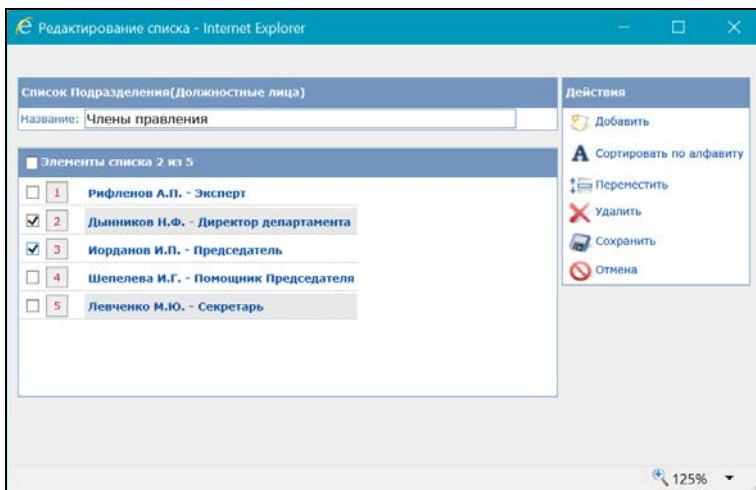 Редактирование списка - Internet Explorer
Список Подразделения(Должностные лица)
Название: Члены правления
Элементы списка 2 из 5
1 Рифленов А.П. - Эксперт
2 Дынников Н.Ф. - Директор департамента
3 Иорданов И.П. - Председатель
4 Шепелева И.Г. - Помощник Председателя
5 Левченко М.Ю. - Секретарь
Действия
Добавить
Сортировать по алфавиту
Переместить
Удалить
Сохранить
Отмена
125%